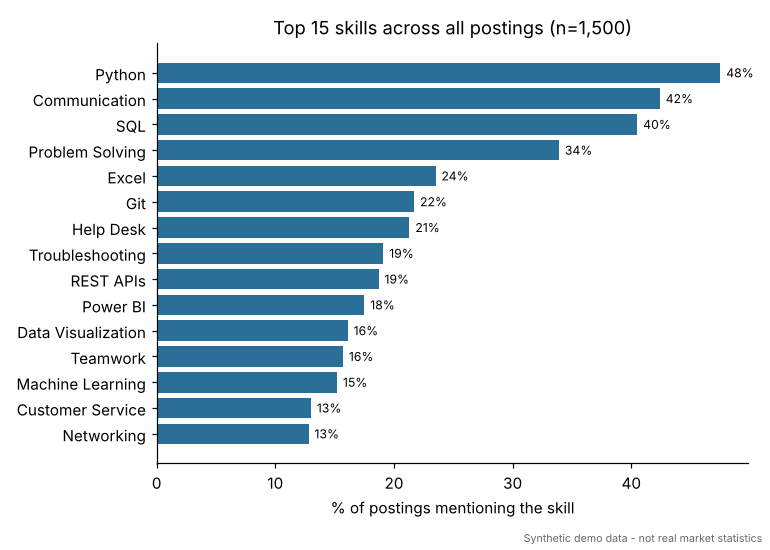 Top 15 skills across all postings (n=1,500)
Python 48%
Communication 42%
SQL 40%
Problem Solving 34%
Excel 24%
Git 22%
Help Desk 21%
Troubleshooting 19%
REST APIs 19%
Power BI 18%
Data Visualization 16%
Teamwork 16%
Machine Learning 15%
Customer Service 13%
Networking 13%
0 10 20 30 40
% of postings mentioning the skill
Synthetic demo data - not real market statistics